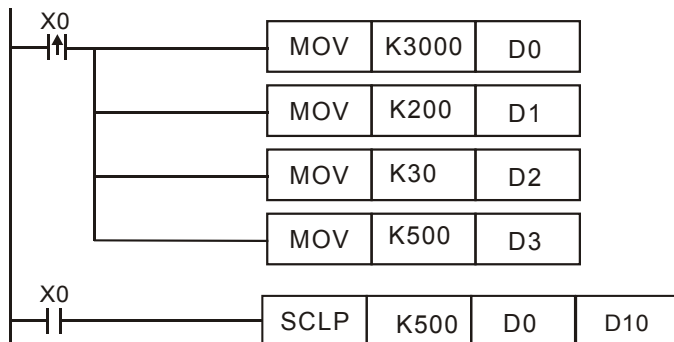 X0
MOV K3000 D0
MOV K200 D1
MOV K30 D2
MOV K500 D3
X0
SCLP K500 D0 D10